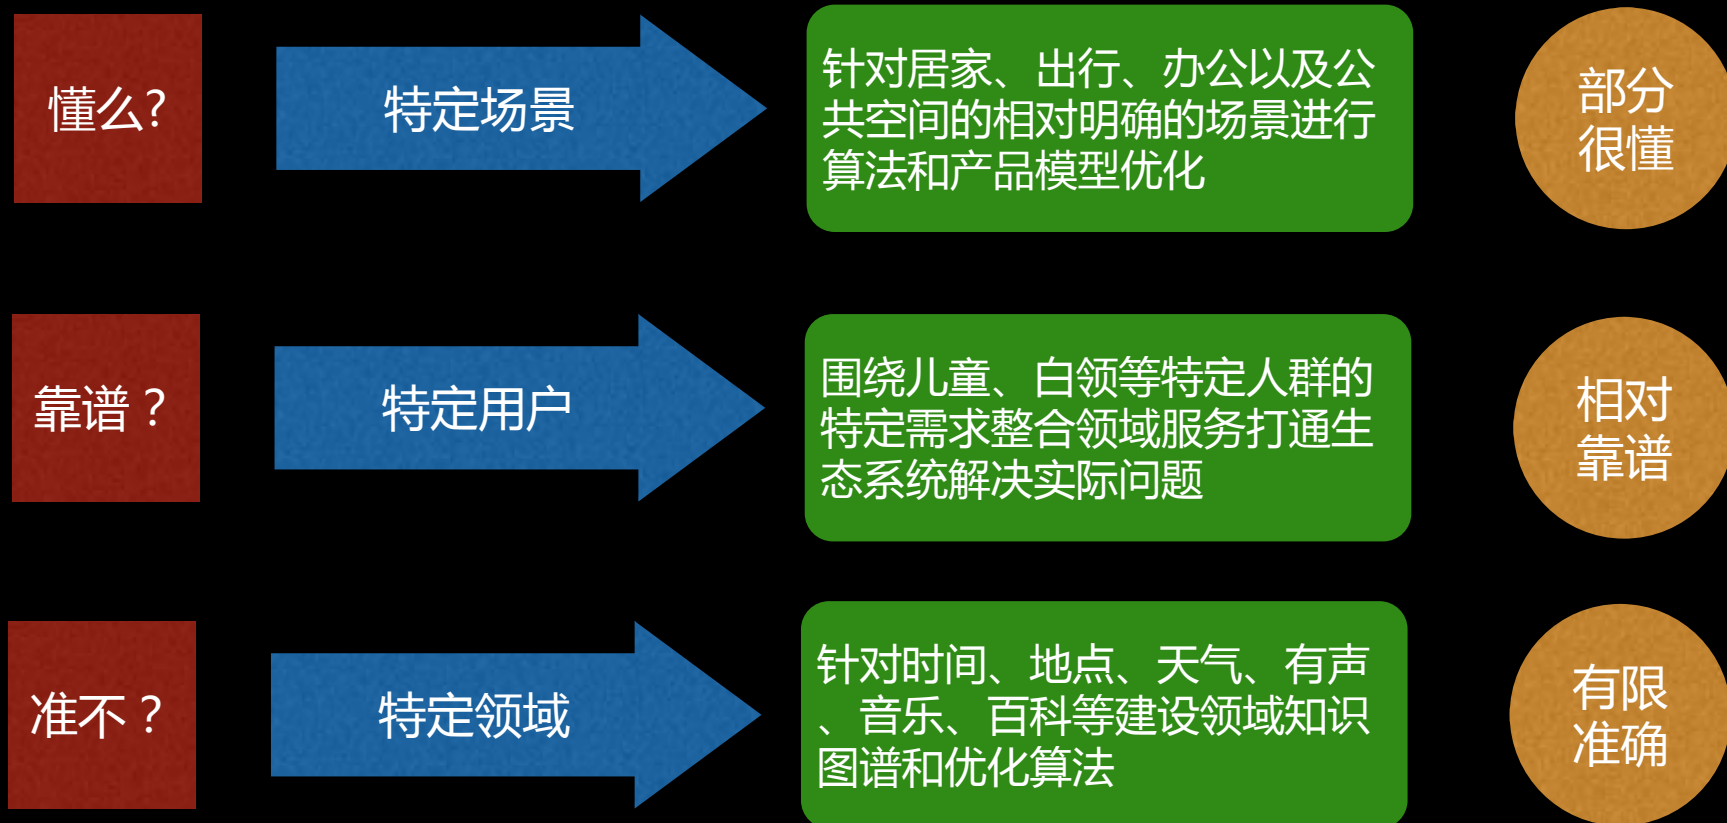 懂么?
特定场景
针对居家、出行、办公以及公
共空间的相对明确的场景进行
算法和产品模型优化
部分
很懂
靠谱？
特定用户
围绕儿童、白领等特定人群的
特定需求整合领域服务打通生
态系统解决实际问题
相对
靠谱
准不？
特定领域
针对时间、地点、天气、有声
、音乐、百科等建设领域知识
图谱和优化算法
有限
准确